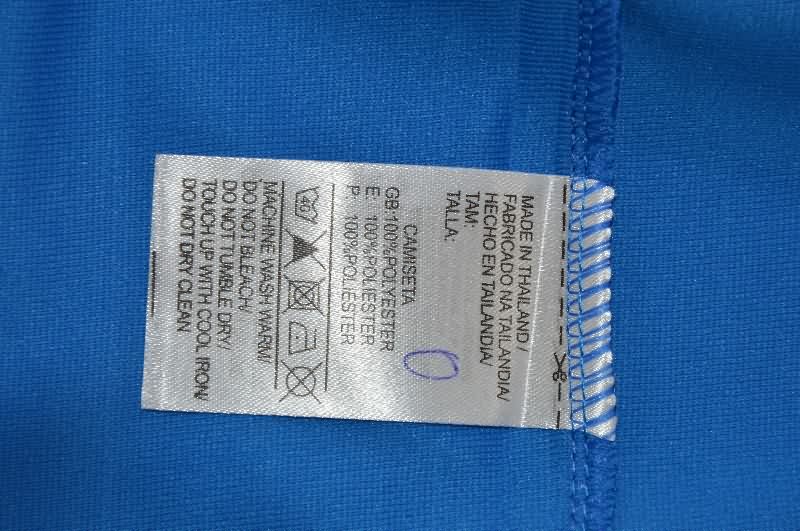 MADE IN THAILAND/
FABRICADO NA TAILANDIA/
HECHO EN TAILANDIA/
TAM:
TALLA:
CAMISETA
GB:100%POLYESTER
E: 100%POLIESTER
P: 100%POLIESTER
40
MACHINE WASH WARM/
DO NOT BLEACH/
DO NOT TUMBLE DRY/
TOUCH UP WITH COOL IRON/
DO NOT DRY CLEAN